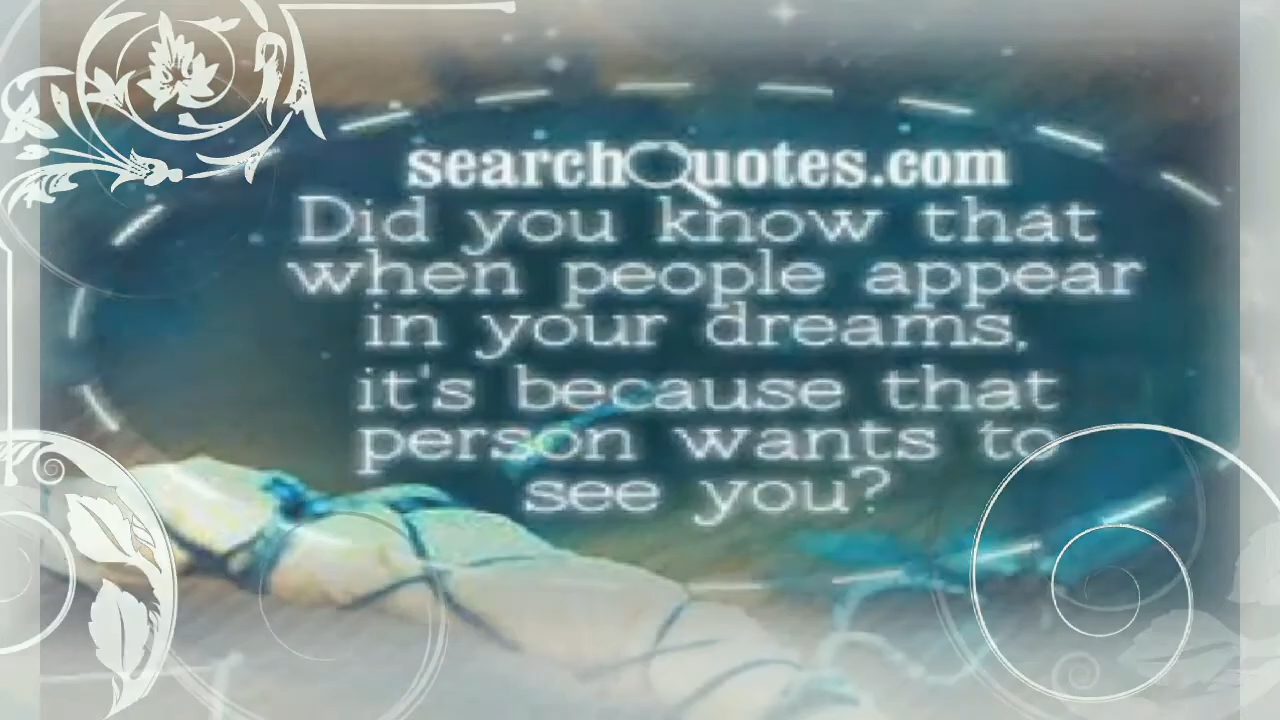 searchQuotes.com
Did you know that
when people appear
in your dreams,
it's because that
person wants to
see you?